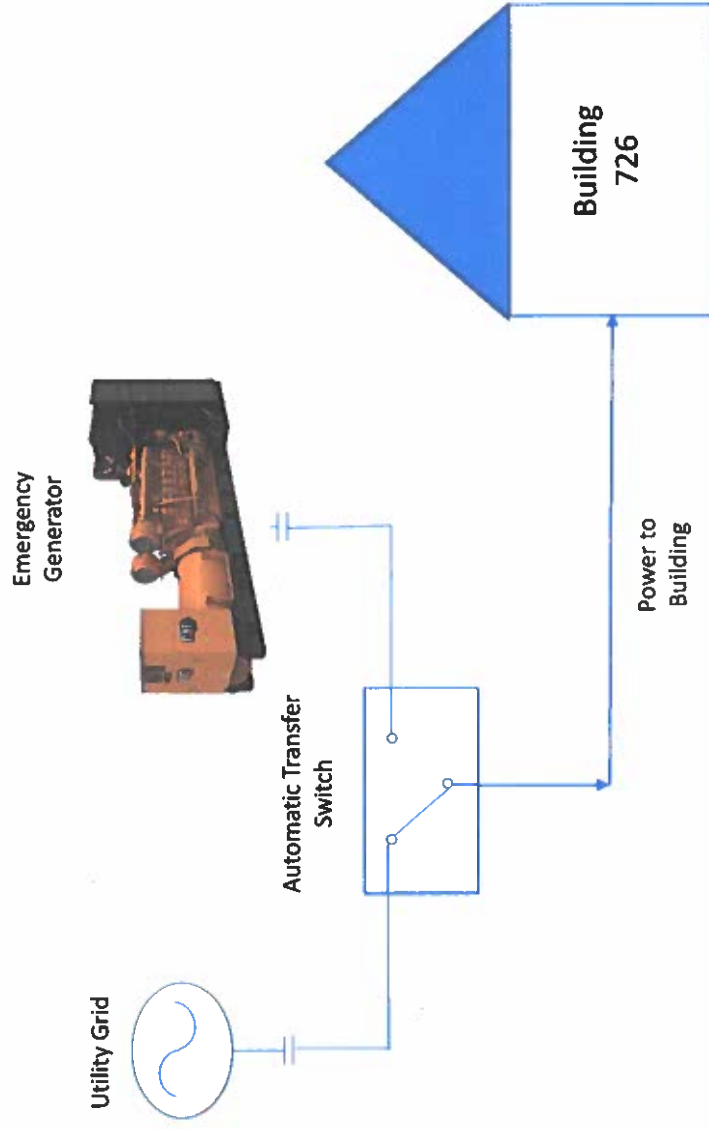 Utility Grid
Emergency
Generator
Automatic Transfer
Switch
Power to
Building
Building
726